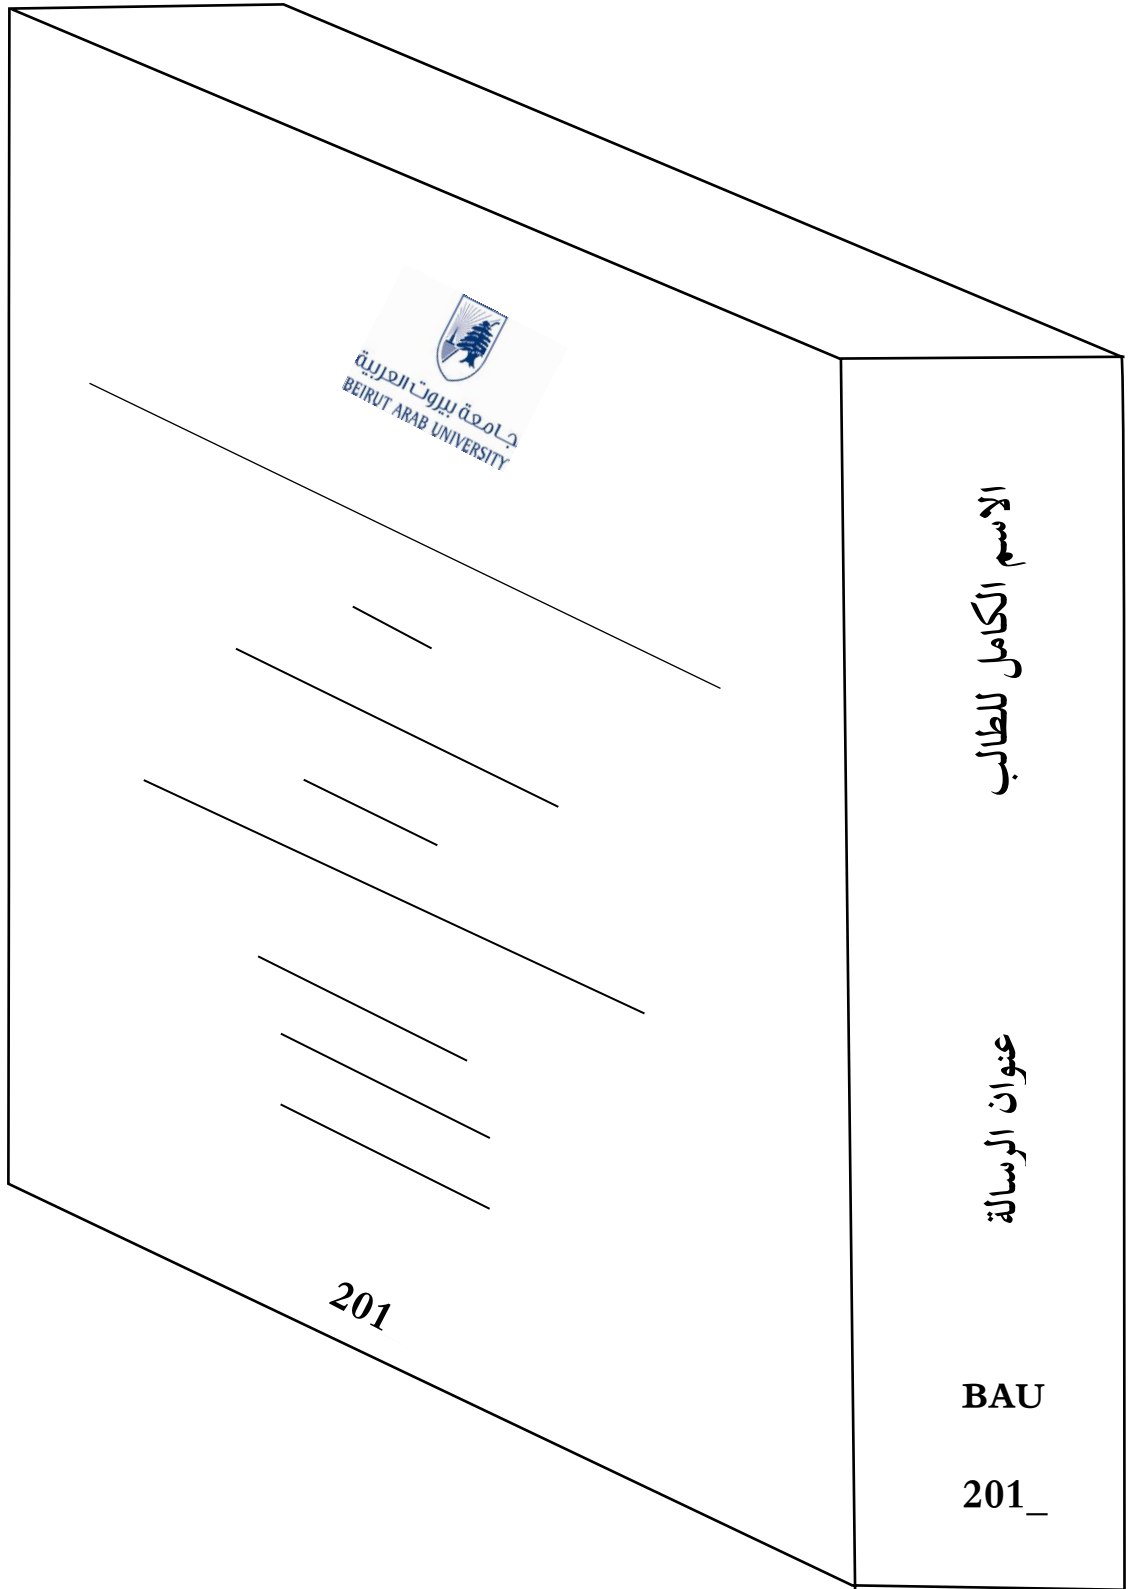 جامعة بيروت العربية
BEIRUT ARAB UNIVERSITY
201
الاسم الكامل للطالب
عنوان الرسالة
BAU
201_